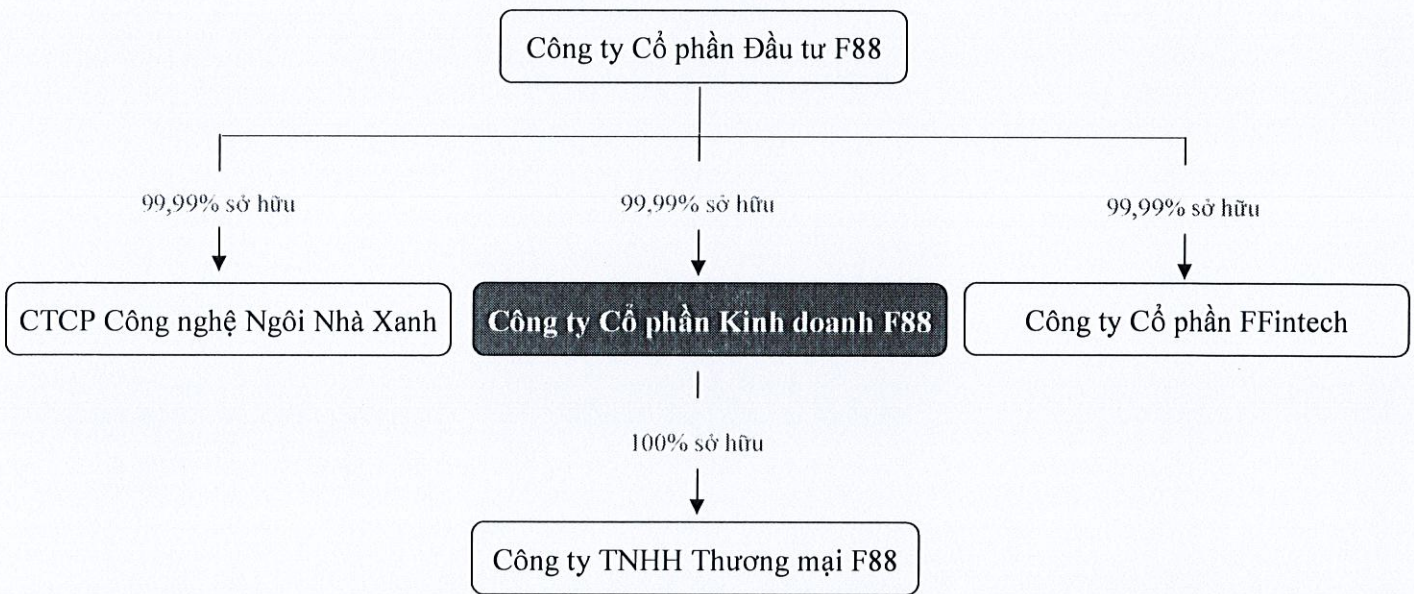 Công ty Cổ phần Đầu tư F88
99,99% sở hữu
99,99% sở hữu
99,99% sở hữu
CTCP Công nghệ Ngôi Nhà Xanh
Công ty Cổ phần Kinh doanh F88
Công ty Cổ phần FFintech
100% sở hữu
Công ty TNHH Thương mại F88